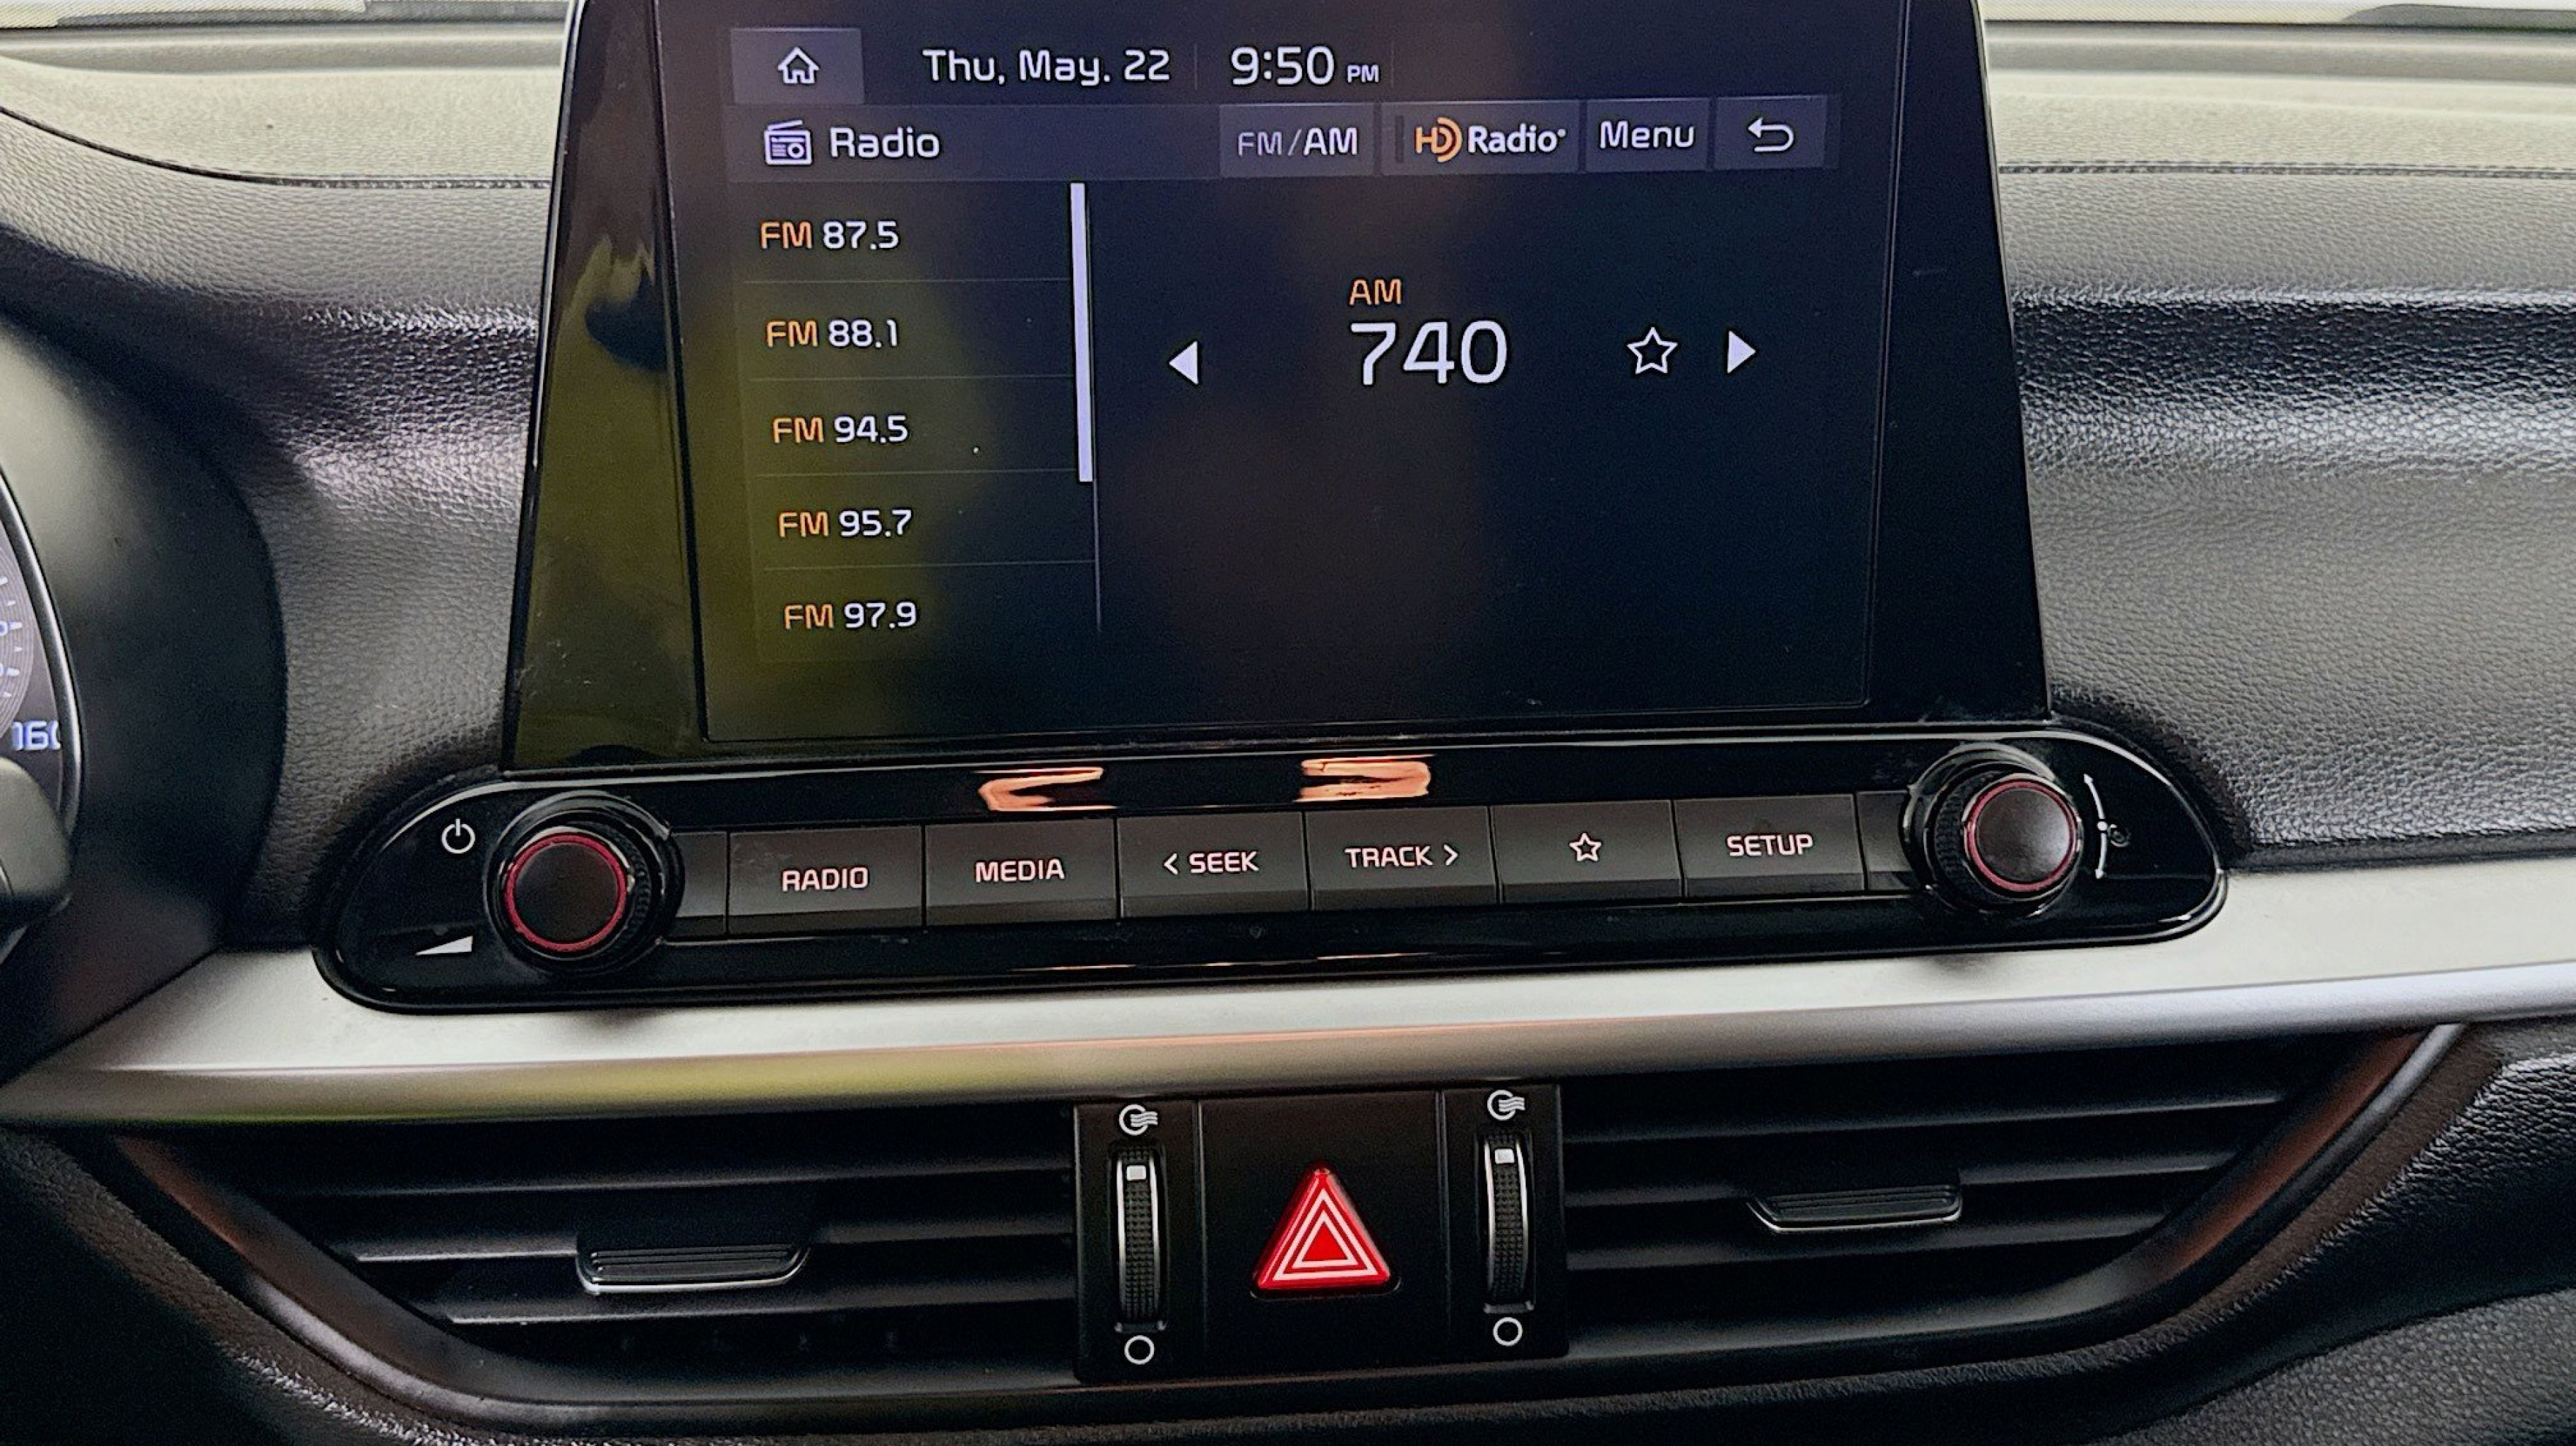 Thu, May. 22 9:50 PM
Radio FM/AM HD Radio Menu
FM 87.5
FM 88.1
FM 94.5
FM 95.7
FM 97.9
AM
740
RADIO MEDIA < SEEK TRACK > SETUP